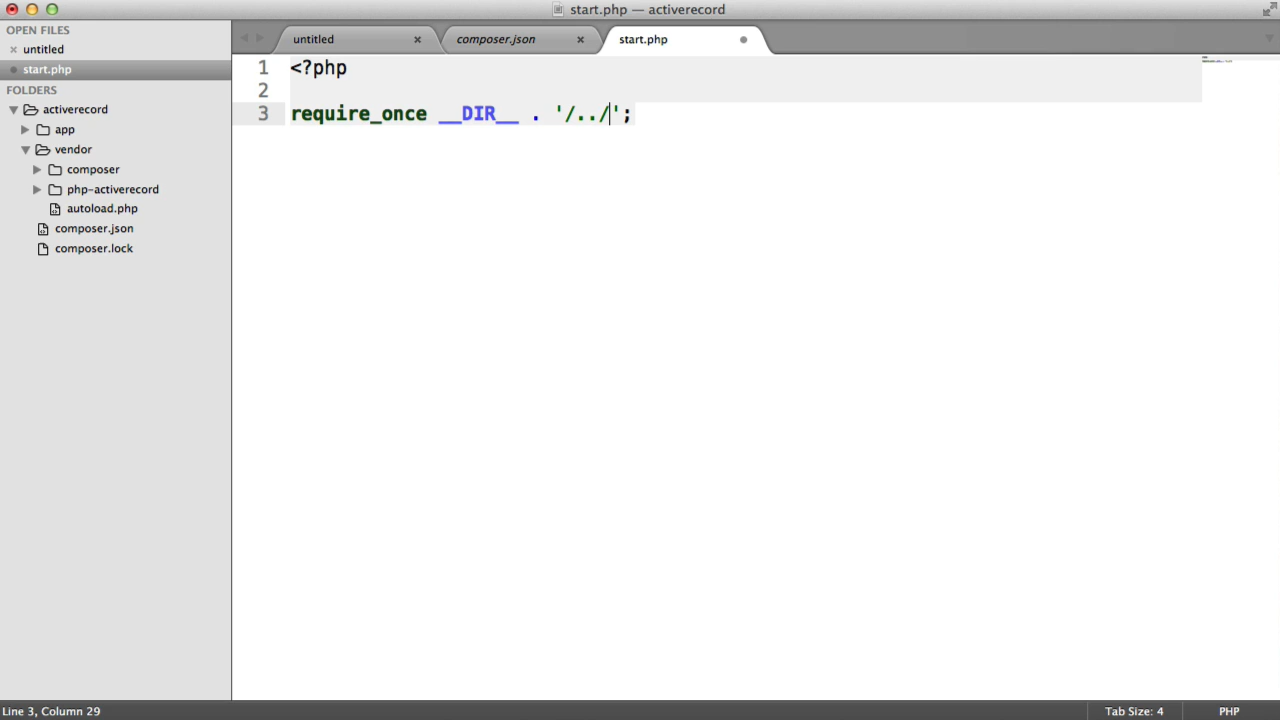 start.php — activerecord
OPEN FILES
untitled
start.php
FOLDERS
activerecord
app
vendor
composer
php-activerecord
autoload.php
composer.json
composer.lock
untitled
composer.json
start.php
1 <?php
2
3 require_once __DIR__ . '/../';
Line 3, Column 29
Tab Size: 4
PHP